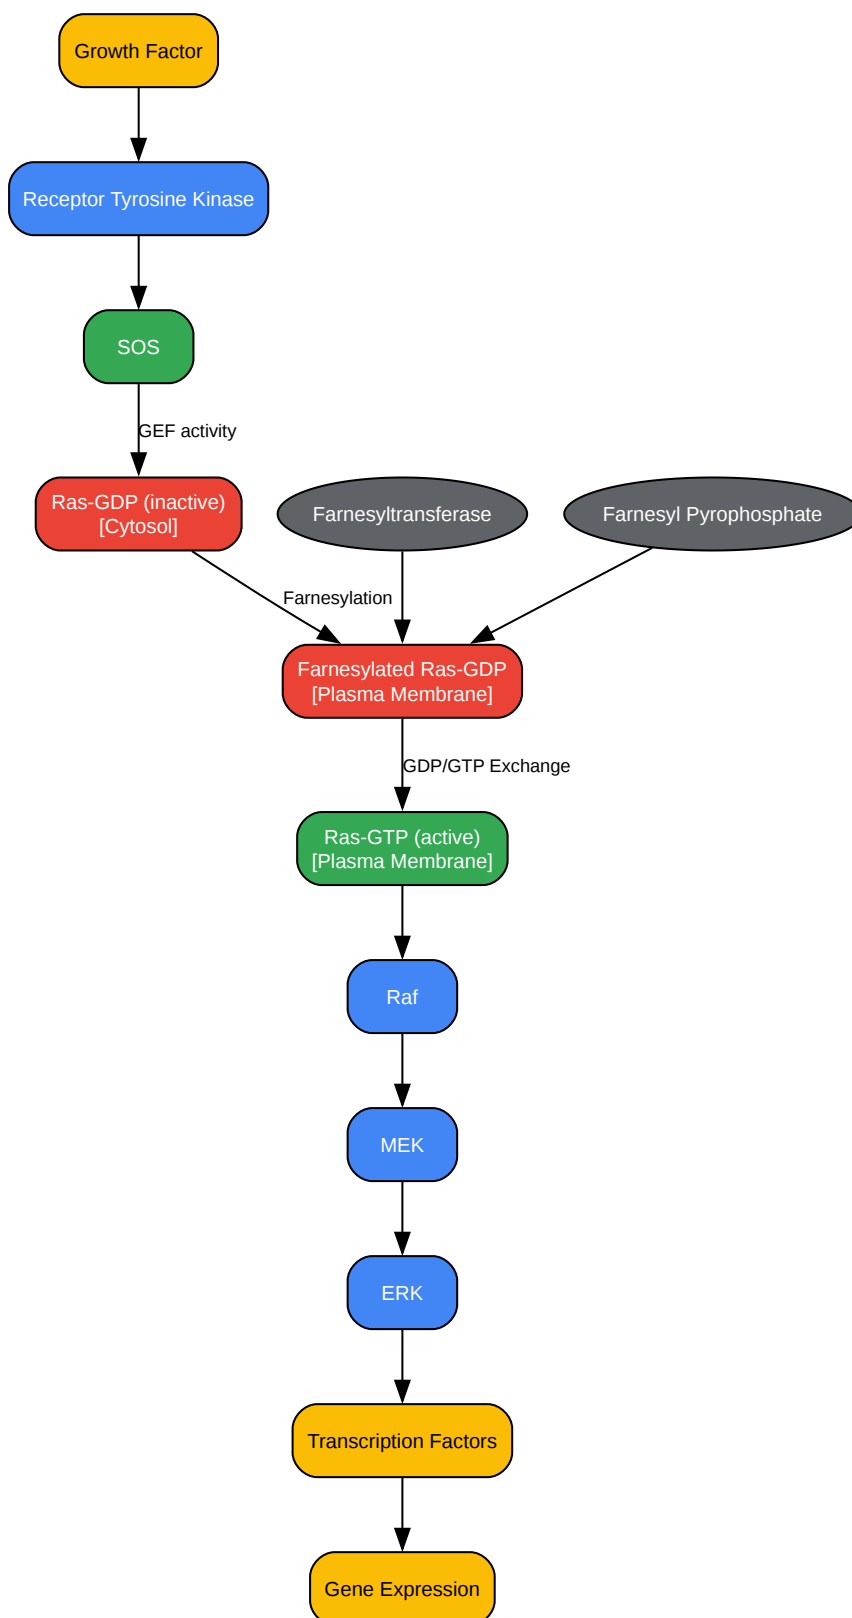 Growth Factor
Receptor Tyrosine Kinase
SOS
GEF activity
Ras-GDP (inactive)
[Cytosol]
Farnesyltransferase
Farnesyl Pyrophosphate
Farnesylation
Farnesylated Ras-GDP
[Plasma Membrane]
GDP/GTP Exchange
Ras-GTP (active)
[Plasma Membrane]
Raf
MEK
ERK
Transcription Factors
Gene Expression